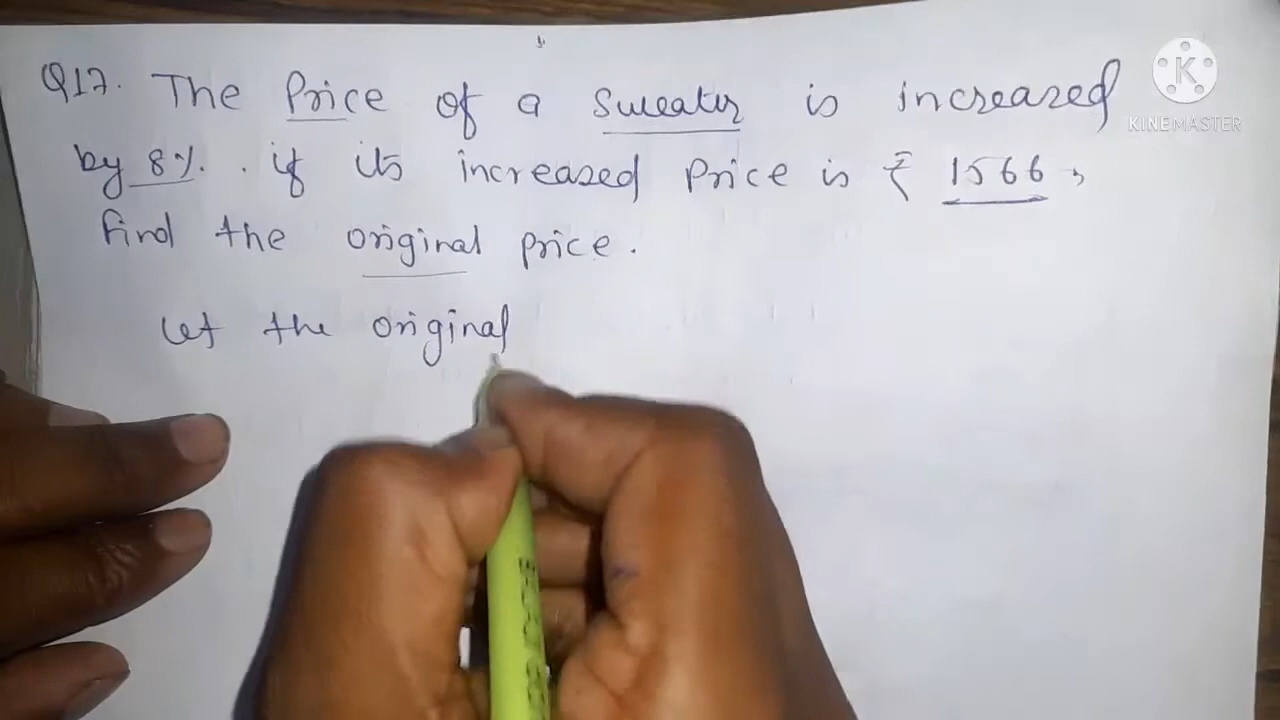 Q17. The Price of a Sweater is increased
by 8%. if its increased Price is ₹ 1566,
find the original price.
Let the original
K
KINEMASTER